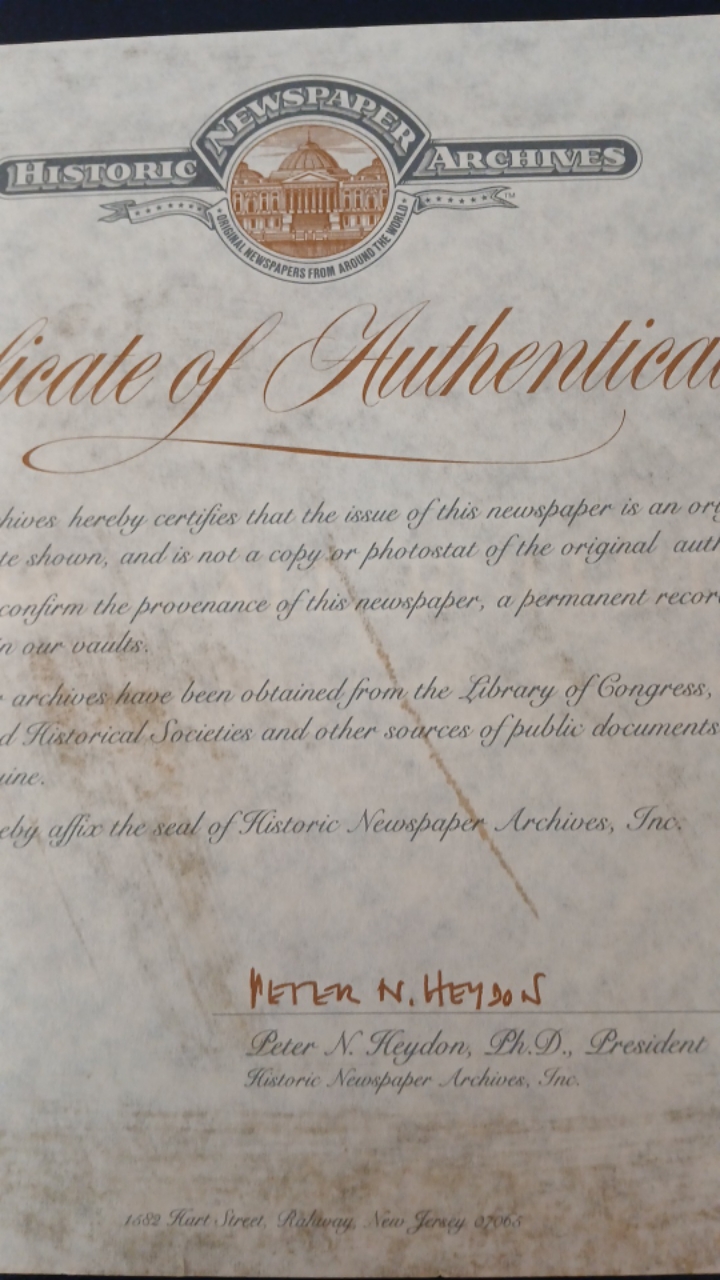 NEWSPAPER
HISTORIC ARCHIVES
TM
ORIGINAL NEWSPAPERS FROM AROUND THE WORLD
icate of Authentica
hives hereby certifies that the issue of this newspaper is an ori
te shown, and is not a copy or photostat of the original auth
confirm the provenance of this newspaper, a permanent recor
n our vaults.
r archives have been obtained from the Library of Congress,
d Historical Societies and other sources of public documents
uine.
eby affix the seal of Historic Newspaper Archives, Inc.
PETER N. HEYDON
Peter N. Heydon, Ph.D., President
Historic Newspaper Archives, Inc.
1582 Hart Street, Rahway, New Jersey 07065